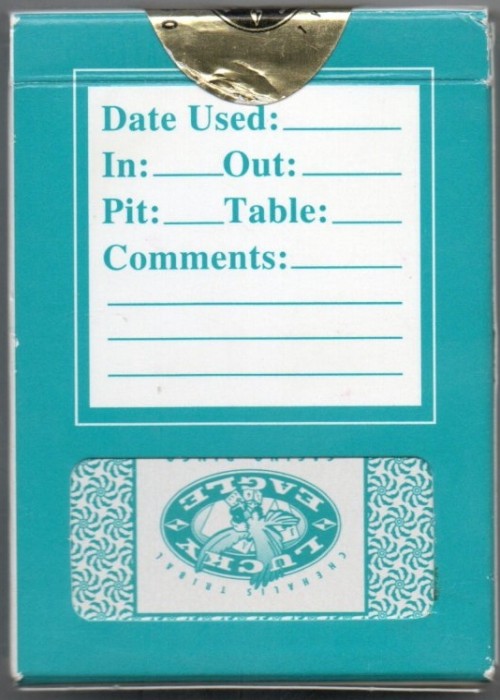 Date Used:
In: Out:
Pit: Table:
Comments:
LUCKY
EAGLE
CHEHALIS TRIBAL